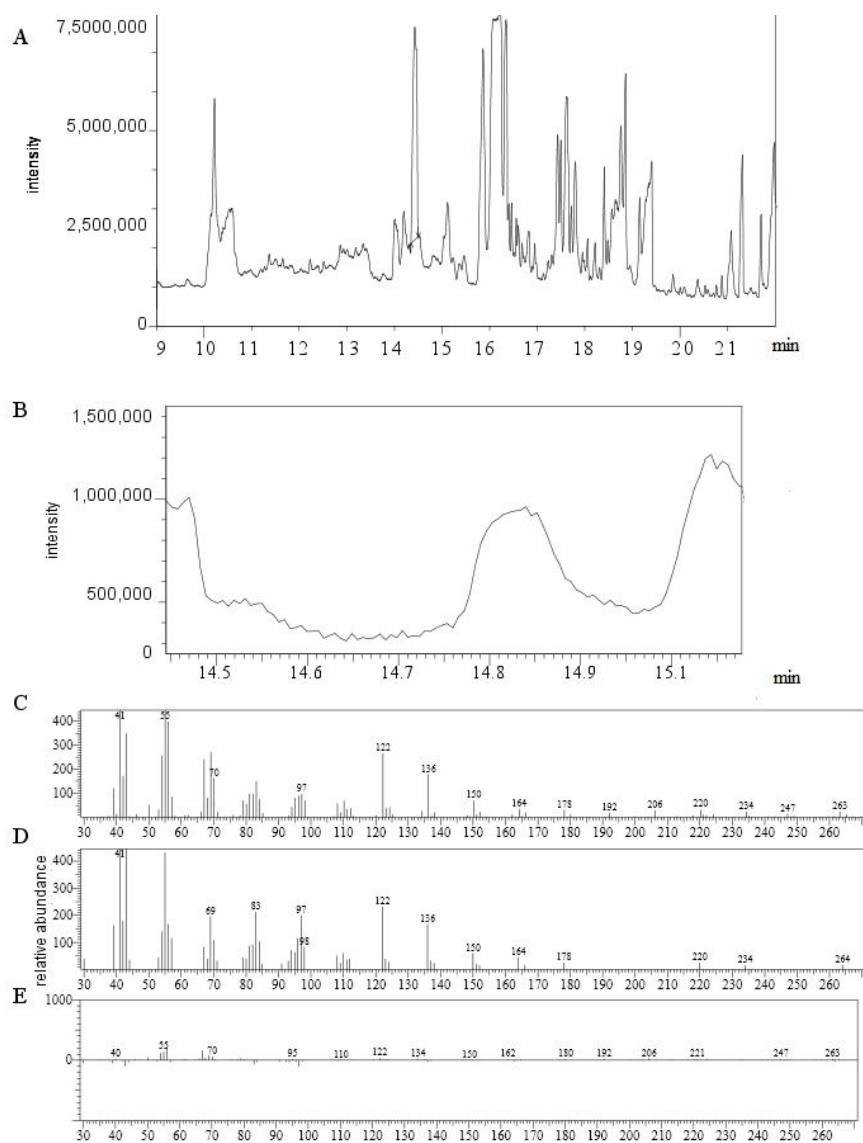 A
intensity
7,5000,000
5,000,000
2,500,000
0
9 10 11 12 13 14 15 16 17 18 19 20 21 min
B
intensity
1,500,000
1,000,000
500,000
0
14.5 14.6 14.7 14.8 14.9 15.1 min
C
400
300
200
100
41 55 70 97 122 136 150 164 178 192 206 220 234 247 263
30 40 50 60 70 80 90 100 110 120 130 140 150 160 170 180 190 200 210 220 230 240 250 260
D
relative abundance
400
300
200
100
41 69 83 97 98 122 136 150 164 178 220 234 264
30 40 50 60 70 80 90 100 110 120 130 140 150 160 170 180 190 200 210 220 230 240 250 260
E
1000
0
40 55 70 95 110 122 134 150 162 180 192 206 221 247 263
30 40 50 60 70 80 90 100 110 120 130 140 150 160 170 180 190 200 210 220 230 240 250 260